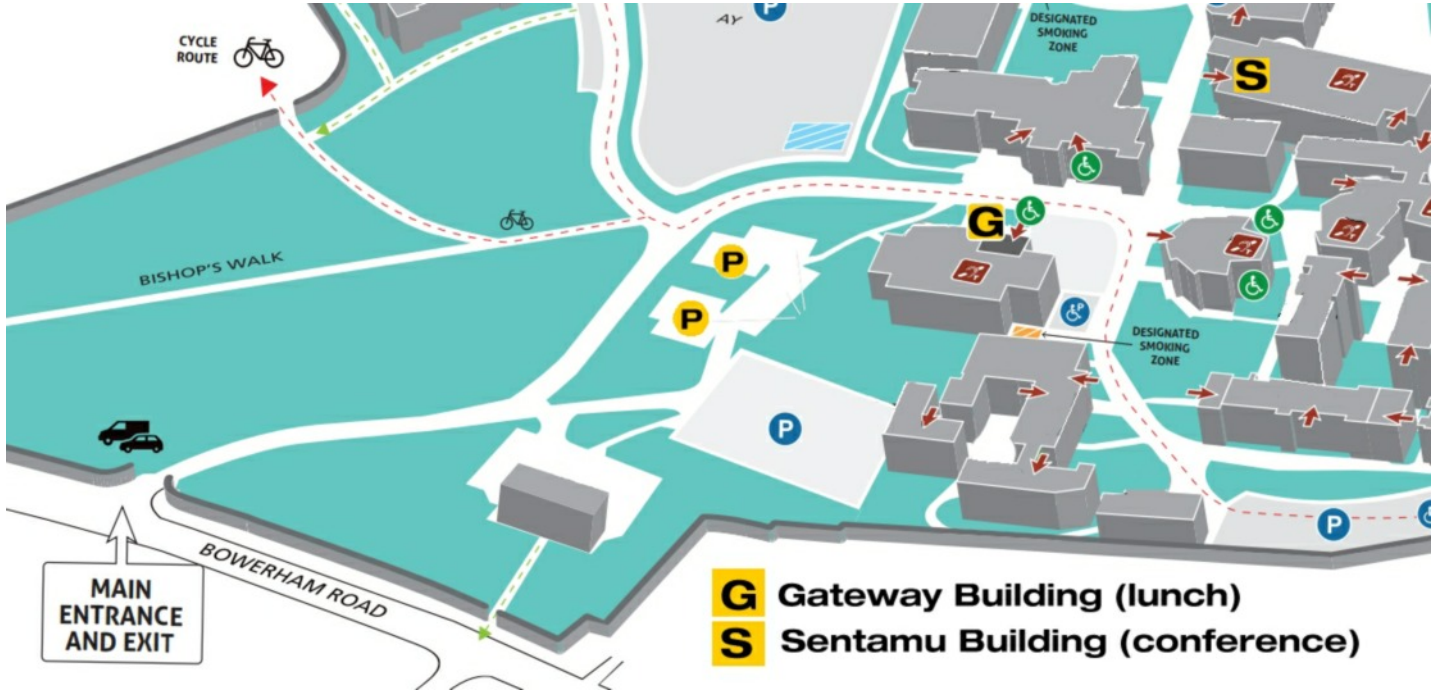 P
AY
DESIGNATED
SMOKING
ZONE
CYCLE
ROUTE
S
G
P
BISHOP'S WALK
P
P
DESIGNATED
SMOKING
ZONE
P
P
MAIN
ENTRANCE
AND EXIT
BOWERHAM ROAD
G Gateway Building (lunch)
S Sentamu Building (conference)